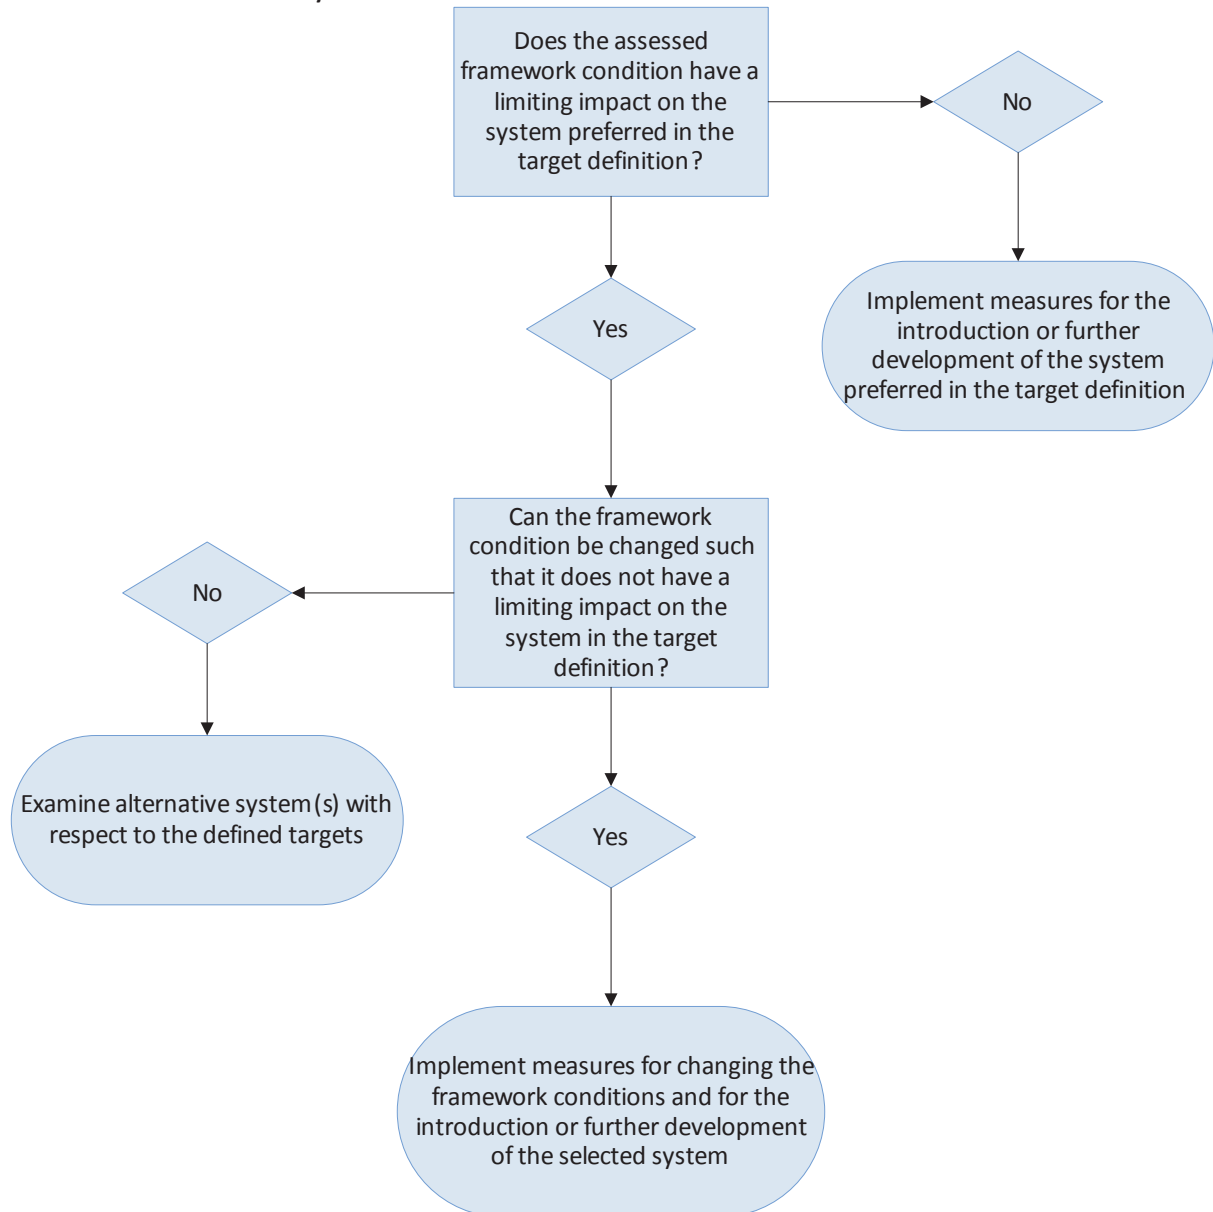 Does the assessed
framework condition have a
limiting impact on the
system preferred in the
target definition?
No
Implement measures for the
introduction or further
development of the system
preferred in the target definition
Yes
Can the framework
condition be changed such
that it does not have a
limiting impact on the
system in the target
definition?
No
Examine alternative system(s) with
respect to the defined targets
Yes
Implement measures for changing the
framework conditions and for the
introduction or further development
of the selected system